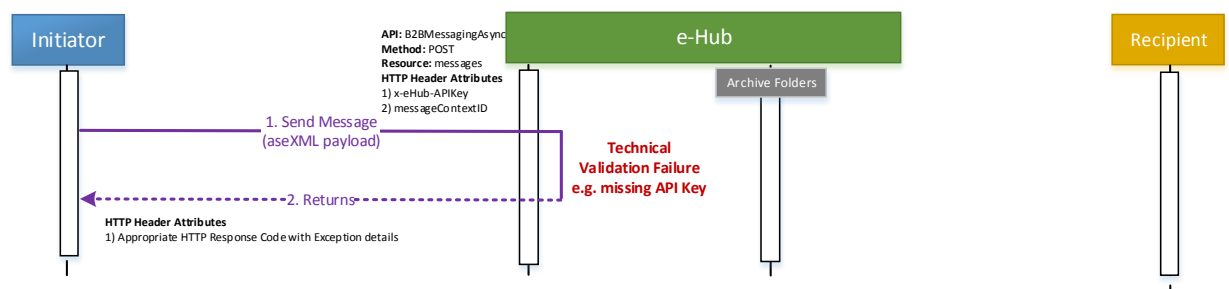 Initiator
API: B2BMessagingAsync
Method: POST
Resource: messages
HTTP Header Attributes
1) x-eHub-APIKey
2) messageContextID
e-Hub
Archive Folders
Recipient
1. Send Message
(aseXML payload)
Technical
Validation Failure
e.g. missing API Key
2. Returns
HTTP Header Attributes
1) Appropriate HTTP Response Code with Exception details